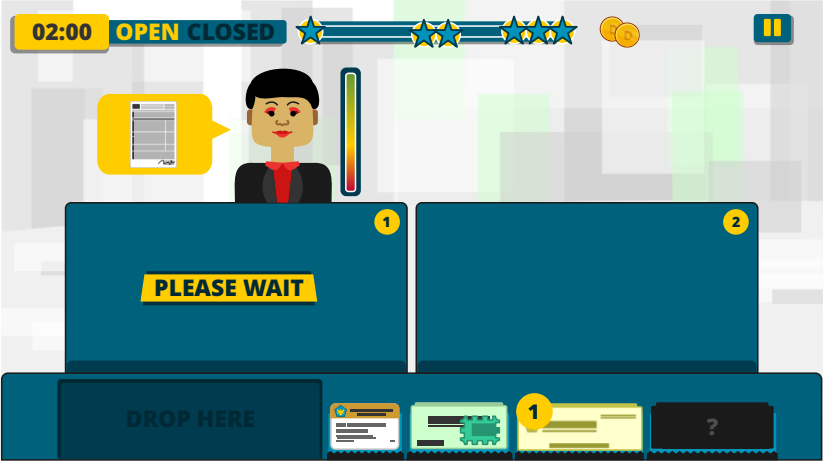 02:00 OPEN CLOSED
1
2
PLEASE WAIT
DROP HERE
1
?